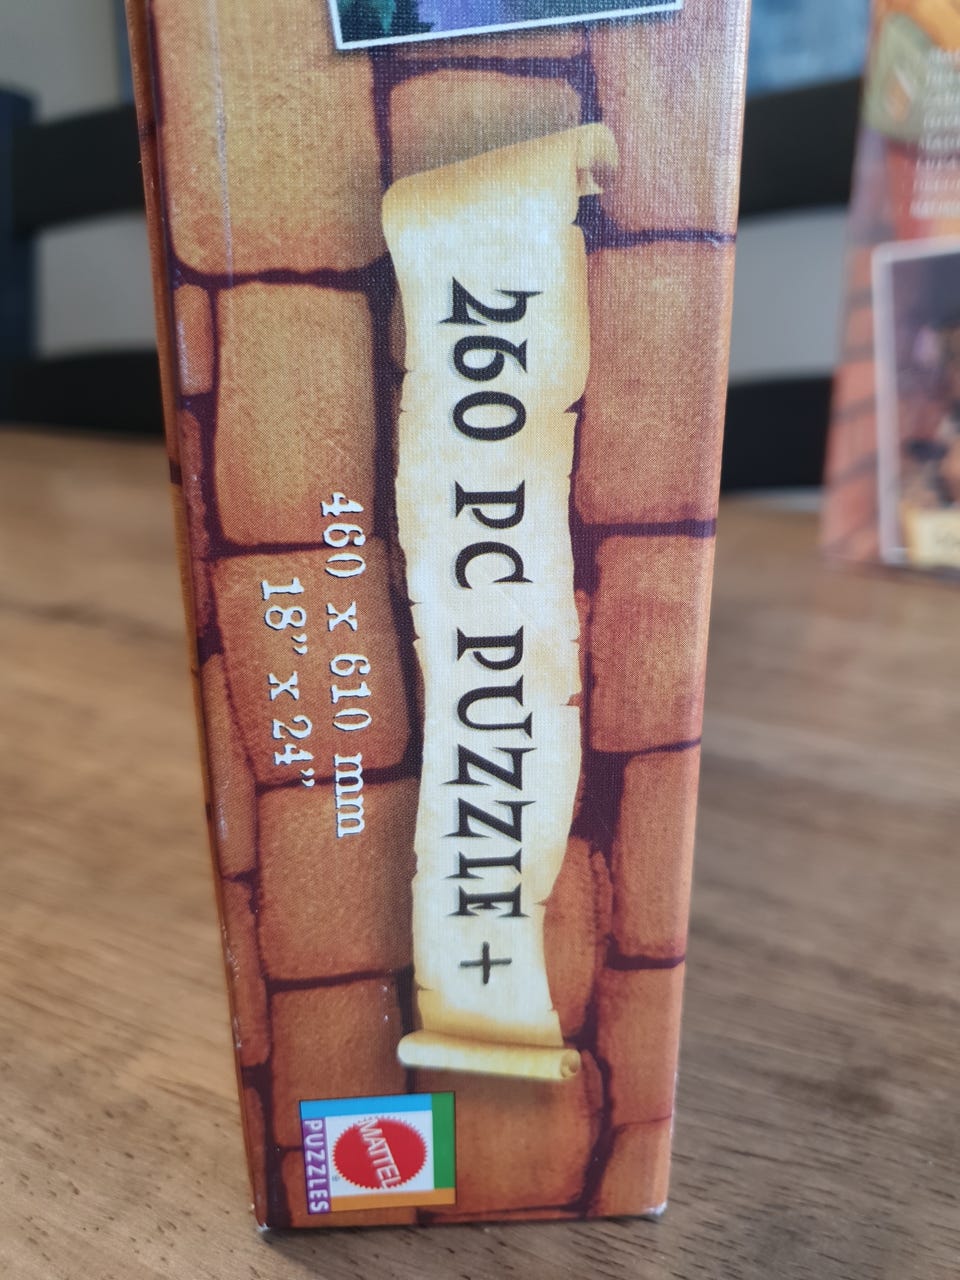 260 PC PUZZLE +
460 x 610 mm
18” x 24“
MATTEL
®
PUZZLES